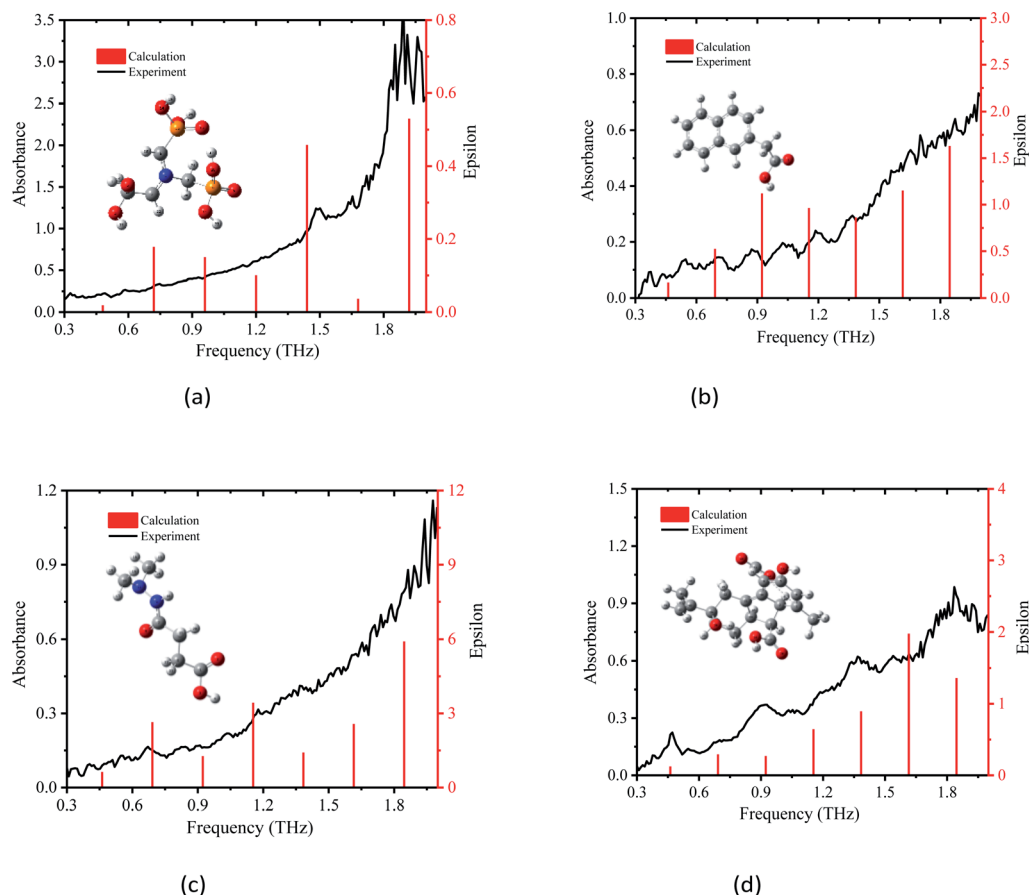 3.5
3.0
2.5
2.0
1.5
1.0
0.5
0.0
Absorbance
Calculation
Experiment
0.8
0.6
0.4
0.2
0.0
Epsilon
0.3 0.6 0.9 1.2 1.5 1.8
Frequency (THz)
(a)
1.0
0.8
0.6
0.4
0.2
0.0
Absorbance
Calculation
Experiment
3.0
2.5
2.0
1.5
1.0
0.5
0.0
Epsilon
0.3 0.6 0.9 1.2 1.5 1.8
Frequency (THz)
(b)
1.2
0.9
0.6
0.3
0.0
Absorbance
Calculation
Experiment
12
9
6
3
0
Epsilon
0.3 0.6 0.9 1.2 1.5 1.8
Frequency (THz)
(c)
1.5
1.2
0.9
0.6
0.3
0.0
Absorbance
Calculation
Experiment
4
3
2
1
0
Epsilon
0.3 0.6 0.9 1.2 1.5 1.8
Frequency (THz)
(d)